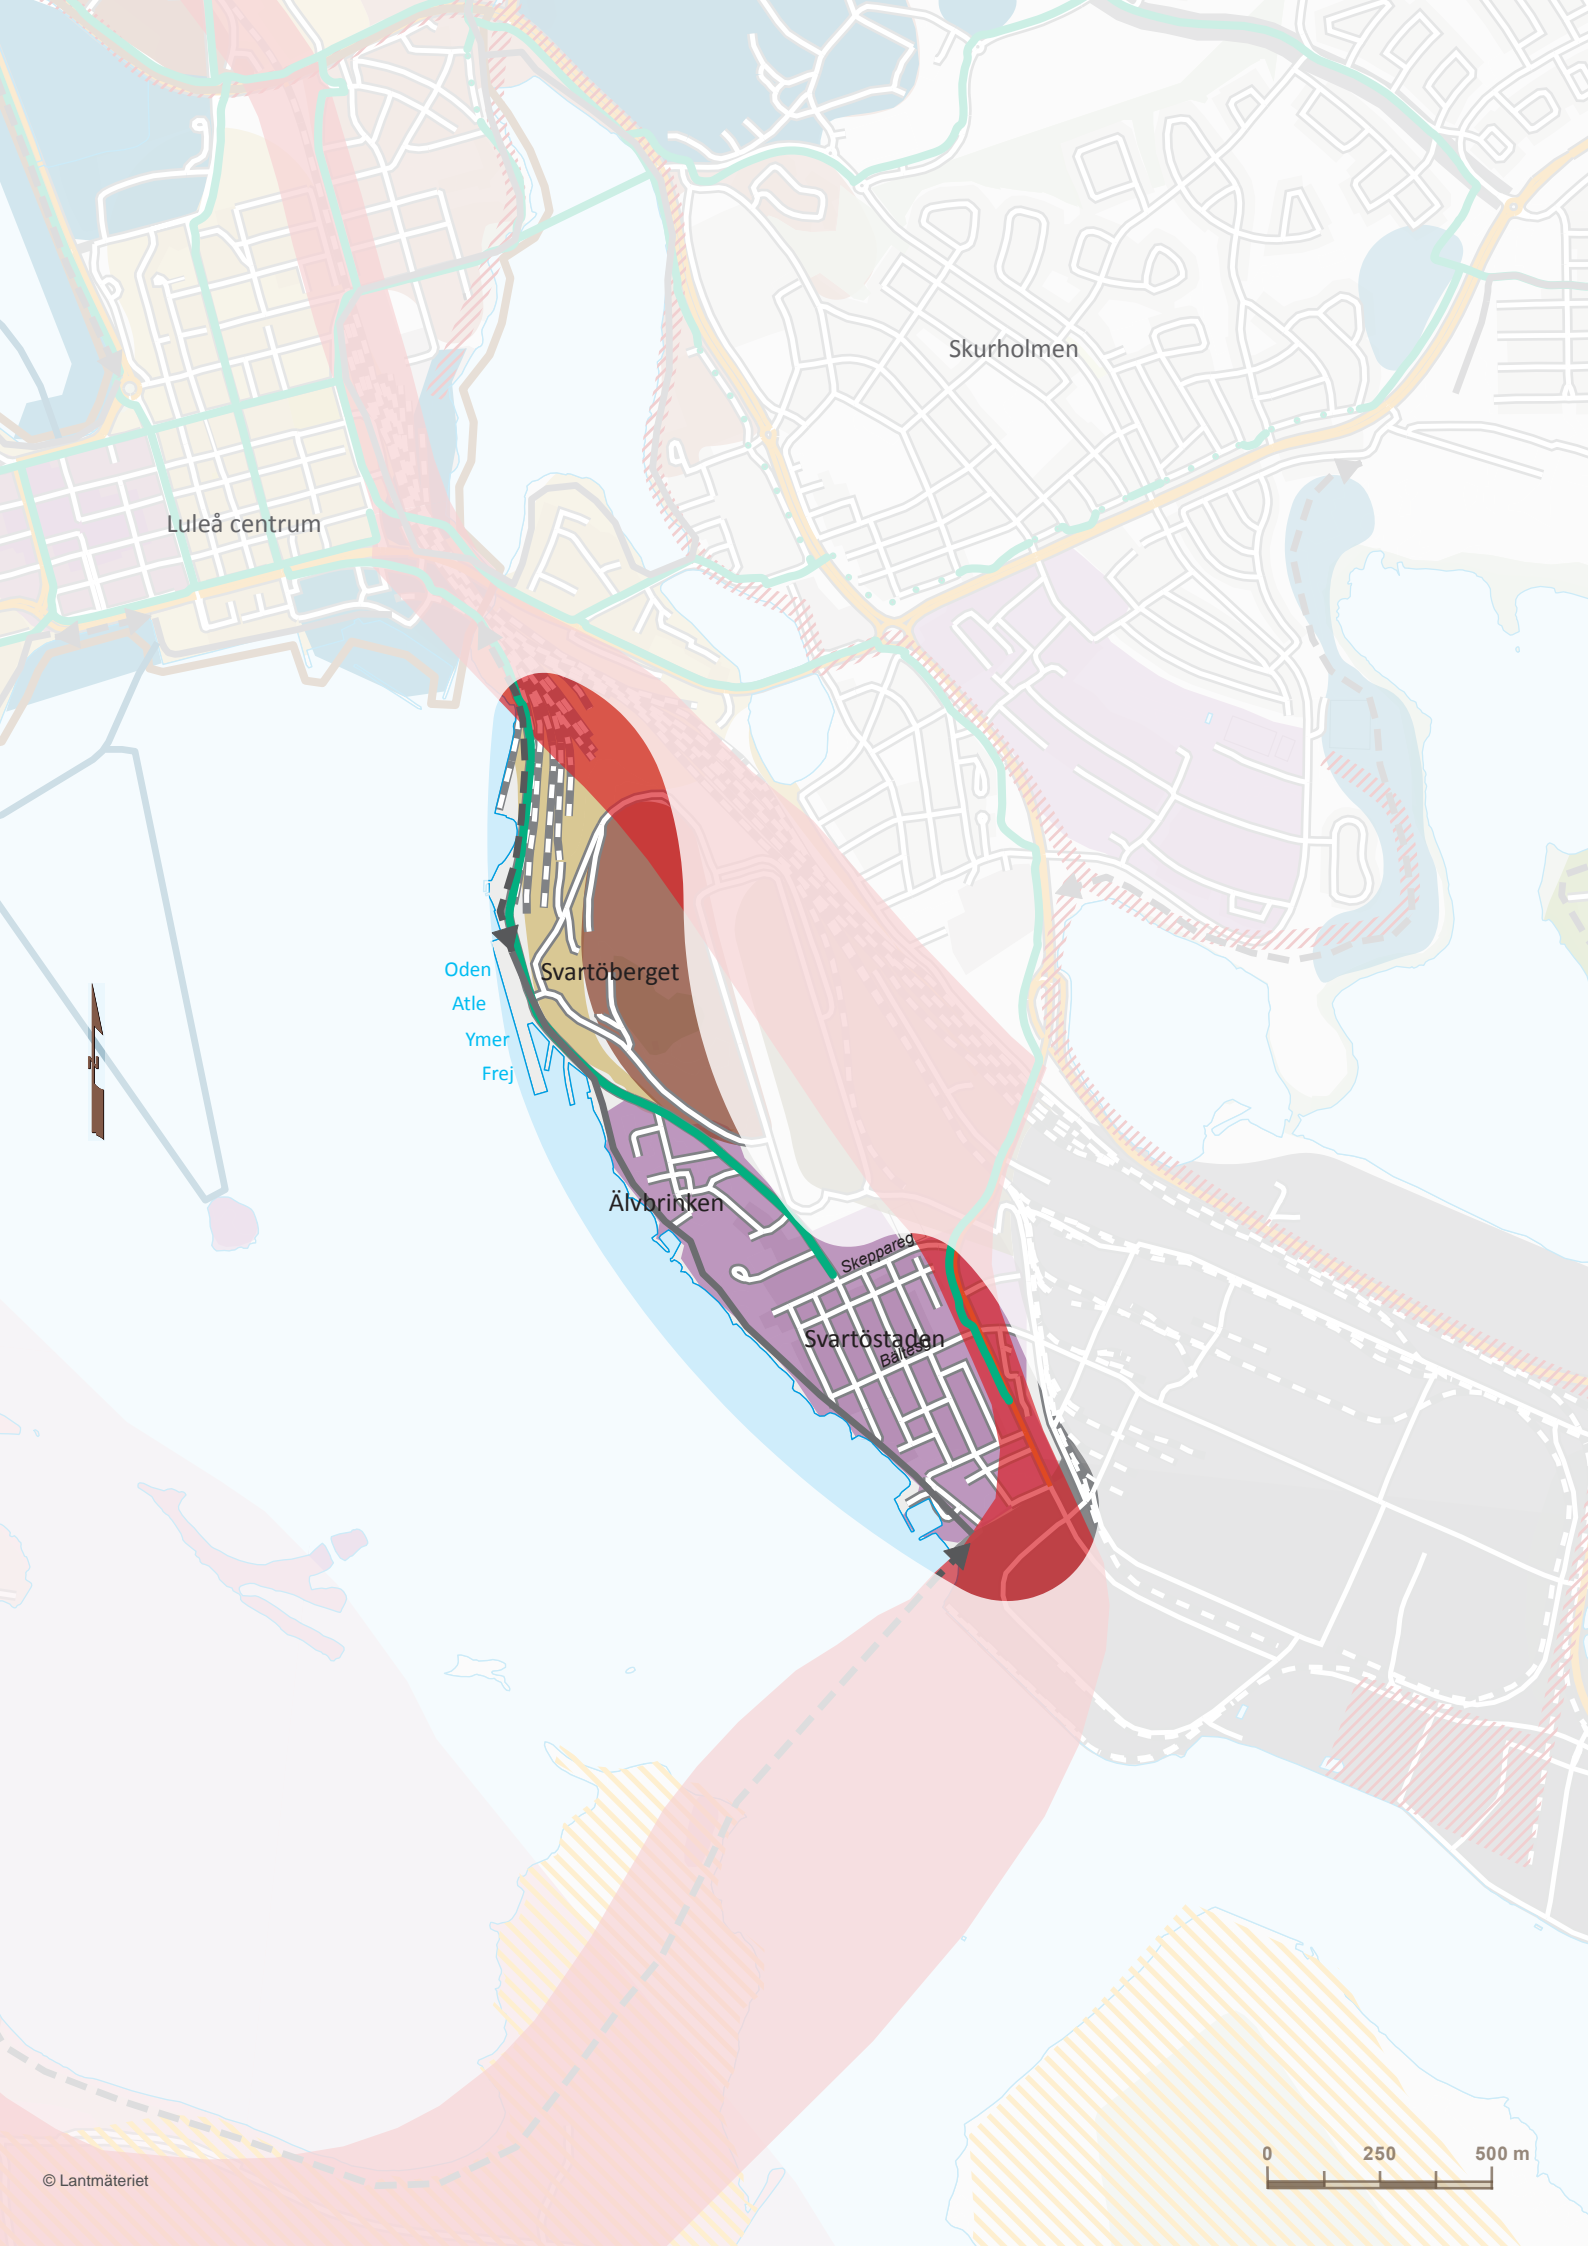 Skurholmen
Luleå centrum
Oden
Svartöberget
Atle
Ymer
Frej
N
Älvbrinken
Skeppareg
Svartöstaden
0 250 500 m
© Lantmäteriet